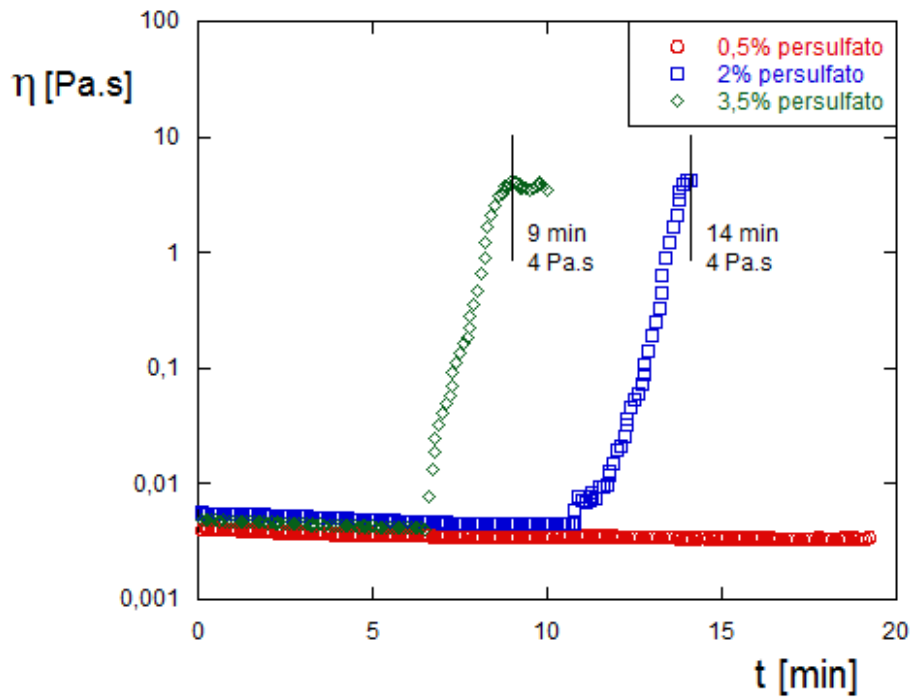 100
η [Pa.s]
0,5% persulfato
2% persulfato
3,5% persulfato
10
9 min
4 Pa.s
14 min
4 Pa.s
1
0,1
0,01
0,001
0
5
10
15
20
t [min]